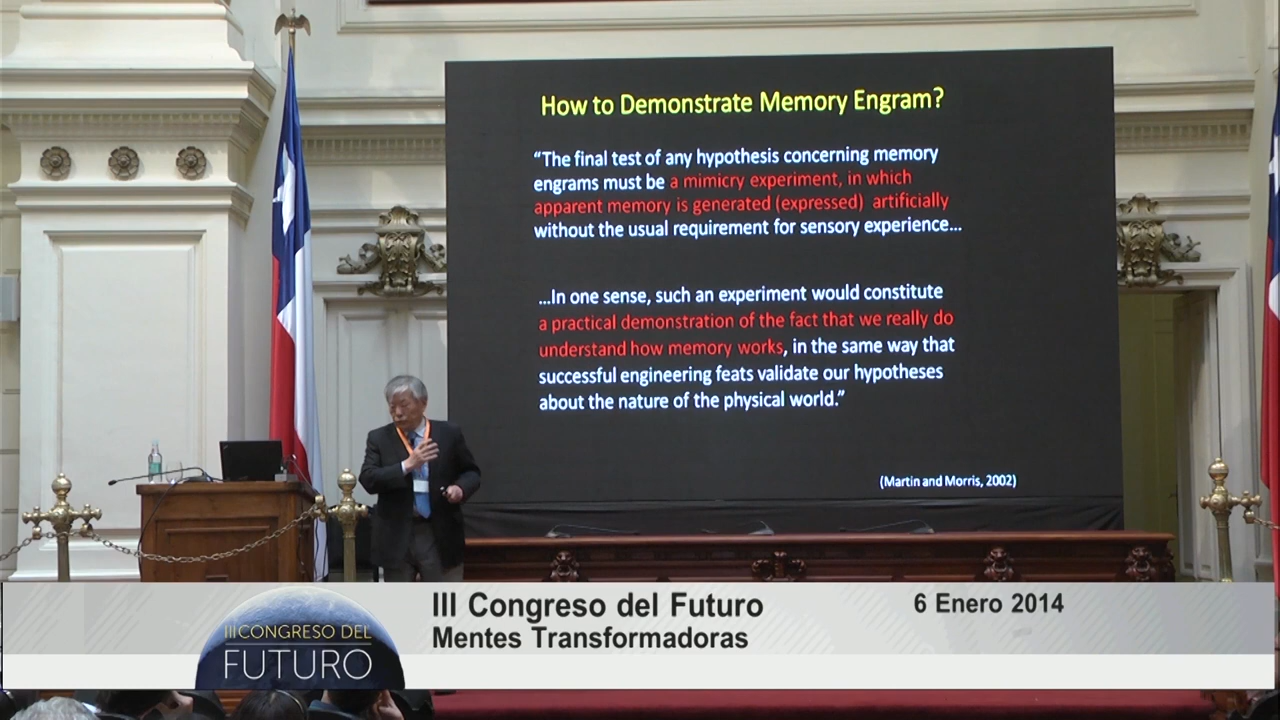 How to Demonstrate Memory Engram?
“The final test of any hypothesis concerning memory
engrams must be a mimicry experiment, in which
apparent memory is generated (expressed) artificially
without the usual requirement for sensory experience...
...In one sense, such an experiment would constitute
a practical demonstration of the fact that we really do
understand how memory works, in the same way that
successful engineering feats validate our hypotheses
about the nature of the physical world.”
(Martin and Morris, 2002)
III Congreso del Futuro
6 Enero 2014
Mentes Transformadoras
III CONGRESO DEL
FUTURO